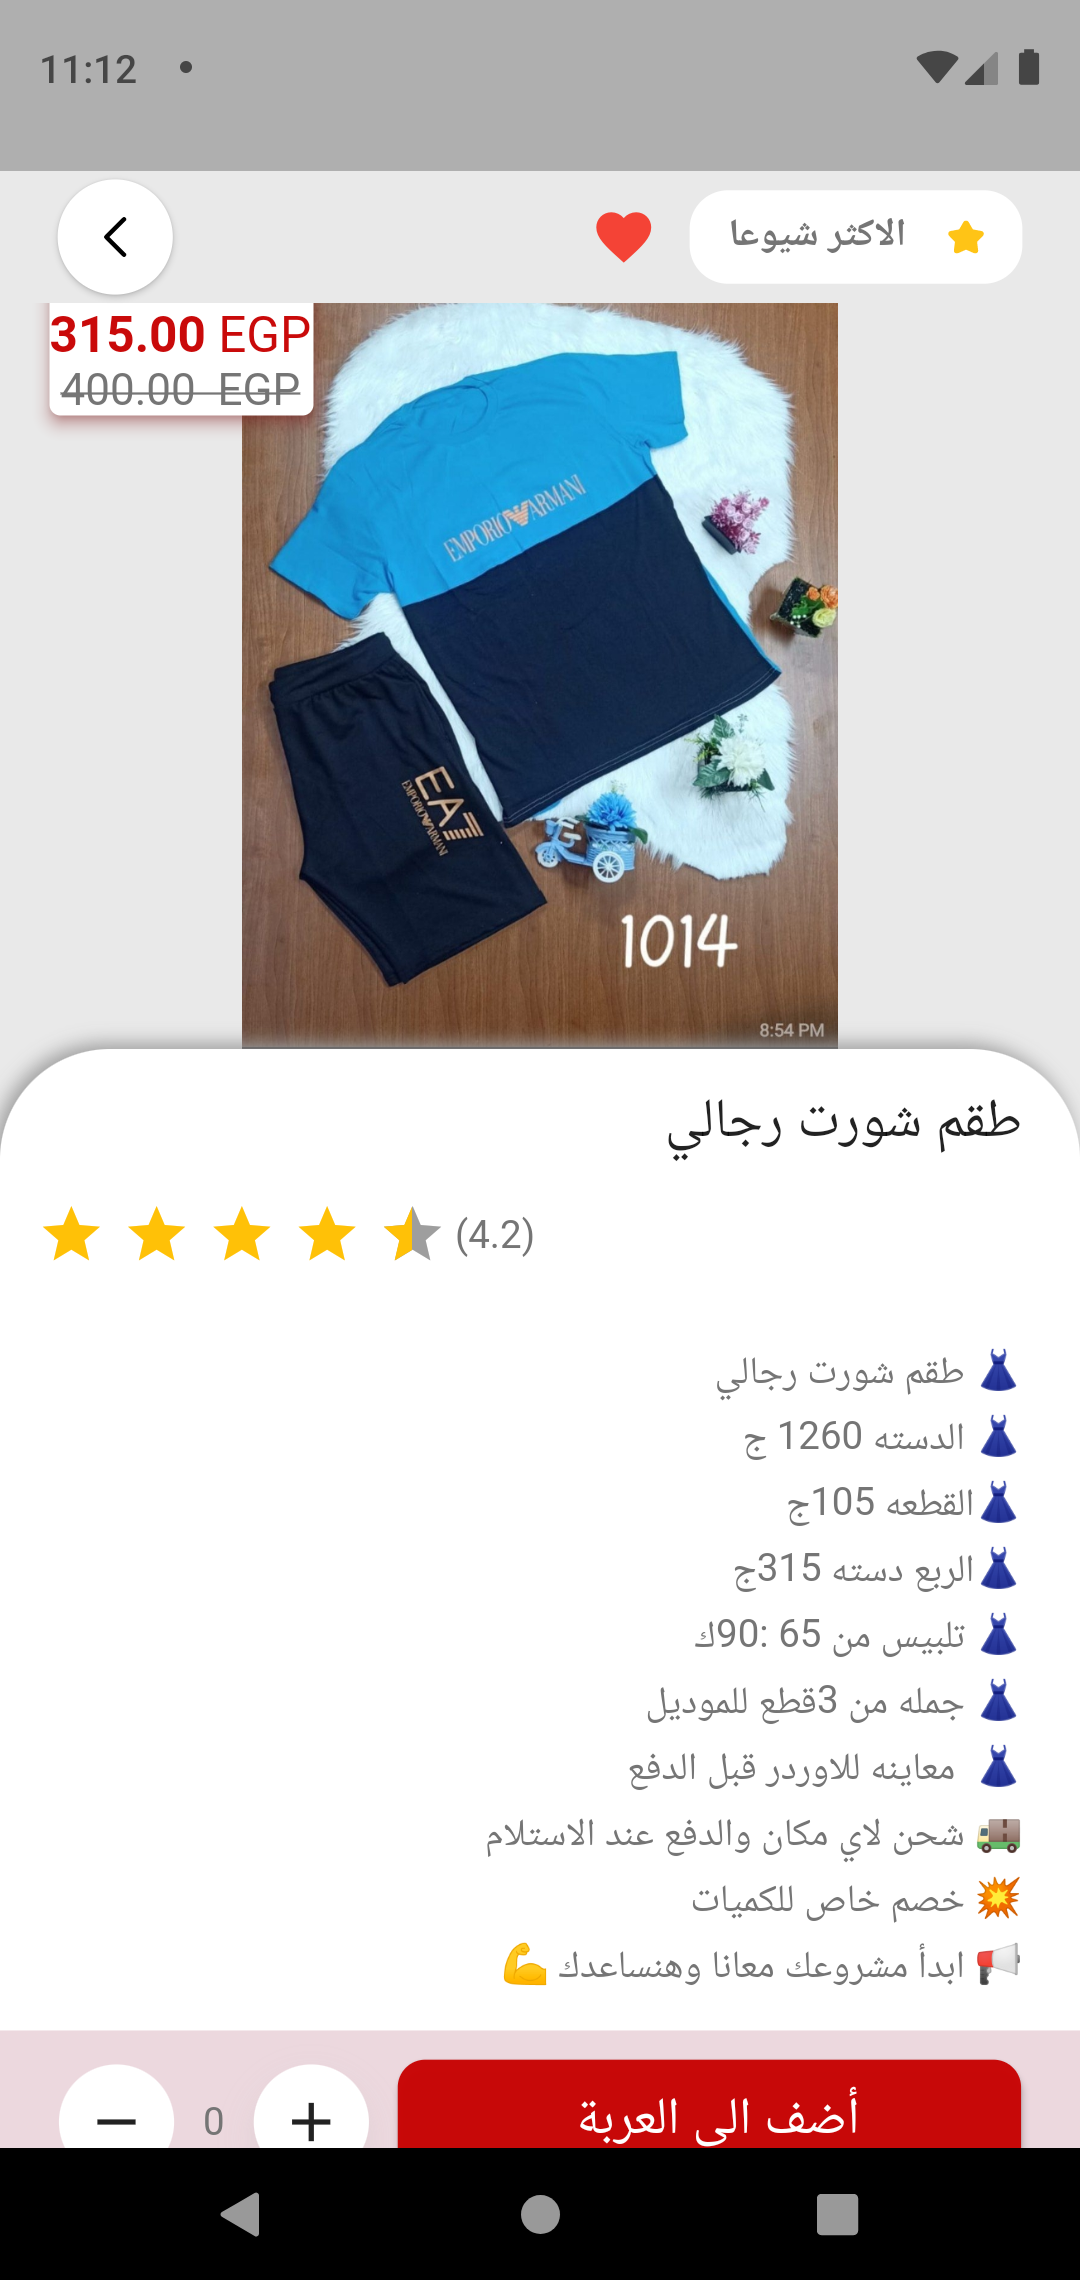 11:12
الاكثر شيوعا
315.00 EGP
400.00 EGP
EMPORIO ARMANI
EA7
EMPORIO ARMANI
1014
8:54 PM
طقم شورت رجالي
(4.2)
👗 طقم شورت رجالي
👗 الدسته 1260 ج
👗القطعه 105ج
👗الربع دسته 315ج
👗 تلبيس من 65 :90ك
👗 جمله من 3قطع للموديل
👗 معاينه للاوردر قبل الدفع
🚚 شحن لاي مكان والدفع عند الاستلام
💥 خصم خاص للكميات
📢 ابدأ مشروعك معانا وهنساعدك 💪
0
أضف الى العربة